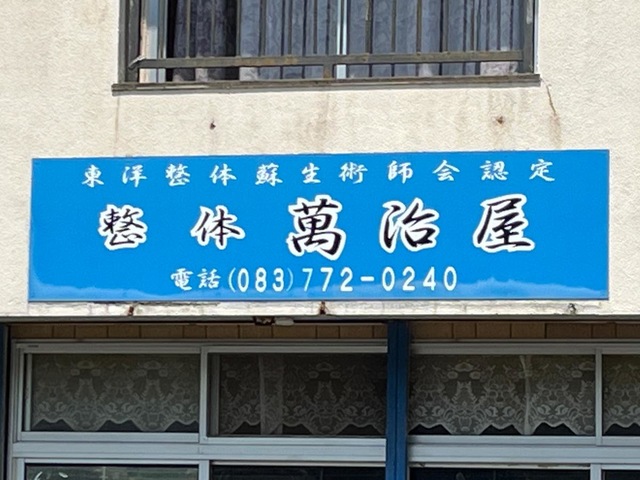 東洋整体蘇生術師会認定
整体 萬治屋
電話(083)772-0240